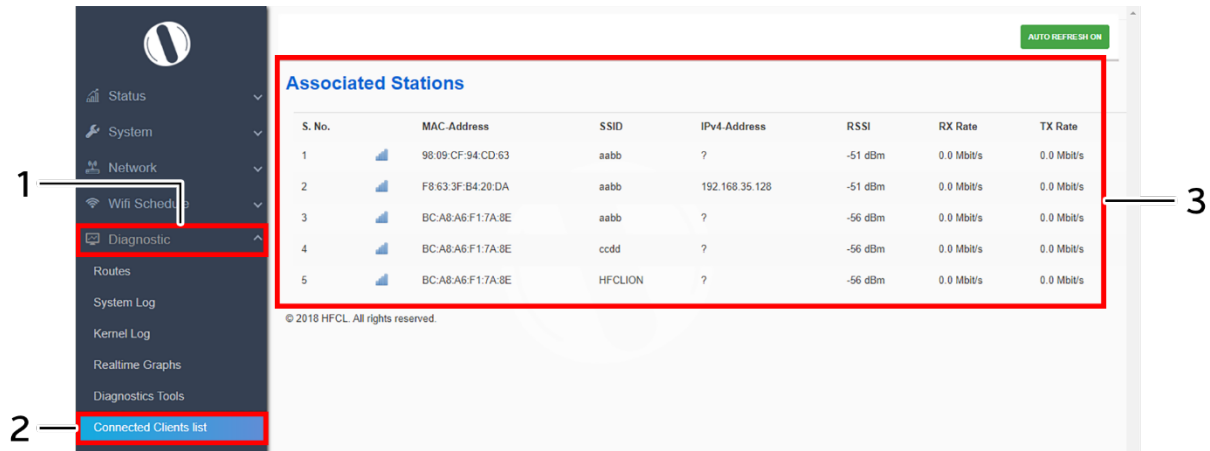 AUTO REFRESH ON
Status
System
Network
Wifi Schedule
Diagnostic
Routes
System Log
Kernel Log
Realtime Graphs
Diagnostics Tools
Connected Clients list
1
2
Associated Stations
S. No. MAC-Address SSID IPv4-Address RSSI RX Rate TX Rate
1 98:09:CF:94:CD:63 aabb ? -51 dBm 0.0 Mbit/s 0.0 Mbit/s
2 F8:63:3F:B4:20:DA aabb 192.168.35.128 -51 dBm 0.0 Mbit/s 0.0 Mbit/s
3 BC:A8:A6:F1:7A:8E aabb ? -56 dBm 0.0 Mbit/s 0.0 Mbit/s
4 BC:A8:A6:F1:7A:8E ccdd ? -56 dBm 0.0 Mbit/s 0.0 Mbit/s
5 BC:A8:A6:F1:7A:8E HFCLION ? -56 dBm 0.0 Mbit/s 0.0 Mbit/s
3
© 2018 HFCL. All rights reserved.